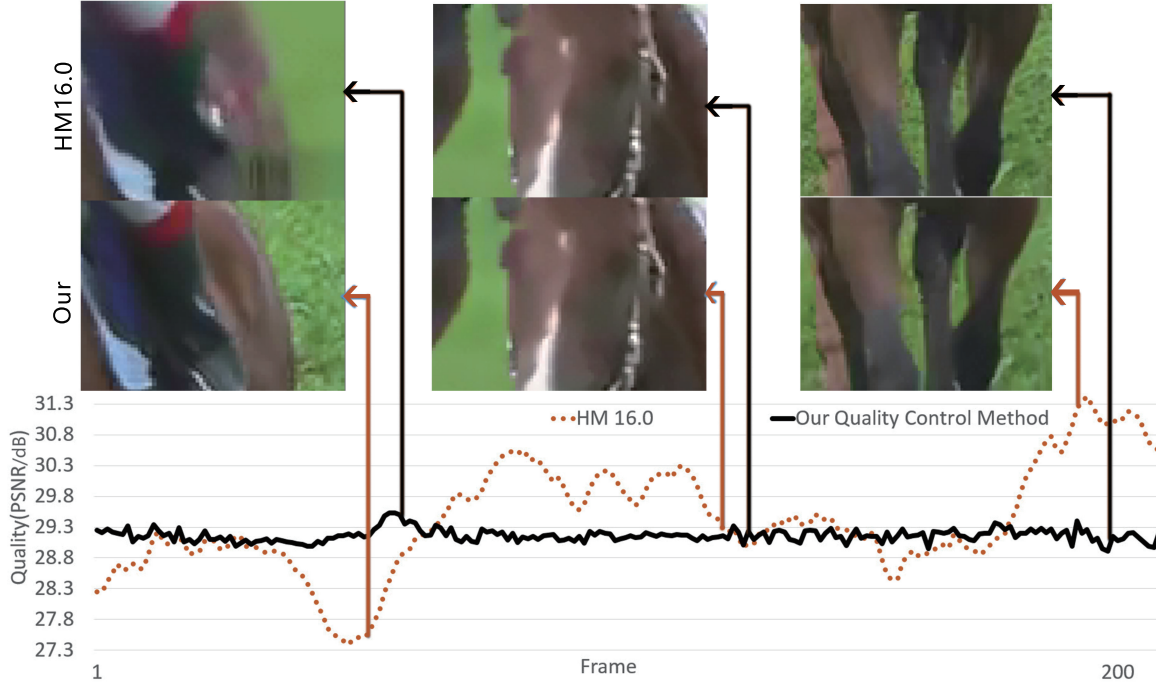 HM16.0
Our
31.3
30.8
30.3
29.8
29.3
28.8
28.3
27.8
27.3
Quality(PSNR/dB)
HM 16.0
Our Quality Control Method
1
Frame
200